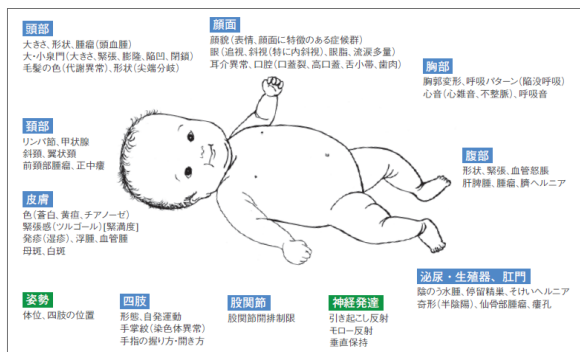 頭部
大きさ、形状、腫瘤(頭血腫)
大・小泉門(大きさ、緊張、膨隆、陥凹、閉鎖)
毛髪の色(代謝異常)、形状(尖端分岐)
顔面
顔貌(表情、顔面に特徴のある症候群)
眼(追視、斜視(特に内斜視)、眼脂、流涙多量)
耳介異常、口腔(口蓋裂、高口蓋、舌小帯、歯肉)
胸部
胸郭変形、呼吸パターン(陥没呼吸)
心音(心雑音、不整脈)、呼吸音
頚部
リンパ節、甲状腺
斜頚、翼状頚
前頚部腫瘤、正中瘻
腹部
形状、緊張、血管怒脹
肝脾腫、腫瘤、臍ヘルニア
皮膚
色(蒼白、黄疸、チアノーゼ)
緊張感(ツルゴール)[緊満度]
発疹(湿疹)、浮腫、血管腫
母斑、白斑
泌尿・生殖器、肛門
陰のう水腫、停留精巣、そけいヘルニア
奇形(半陰陽)、仙骨部腫瘤、瘻孔
姿勢
体位、四肢の位置
四肢
形態、自発運動
手掌紋(染色体異常)
手指の握り方・開き方
股関節
股関節開排制限
神経発達
引き起こし反射
モロー反射
垂直保持